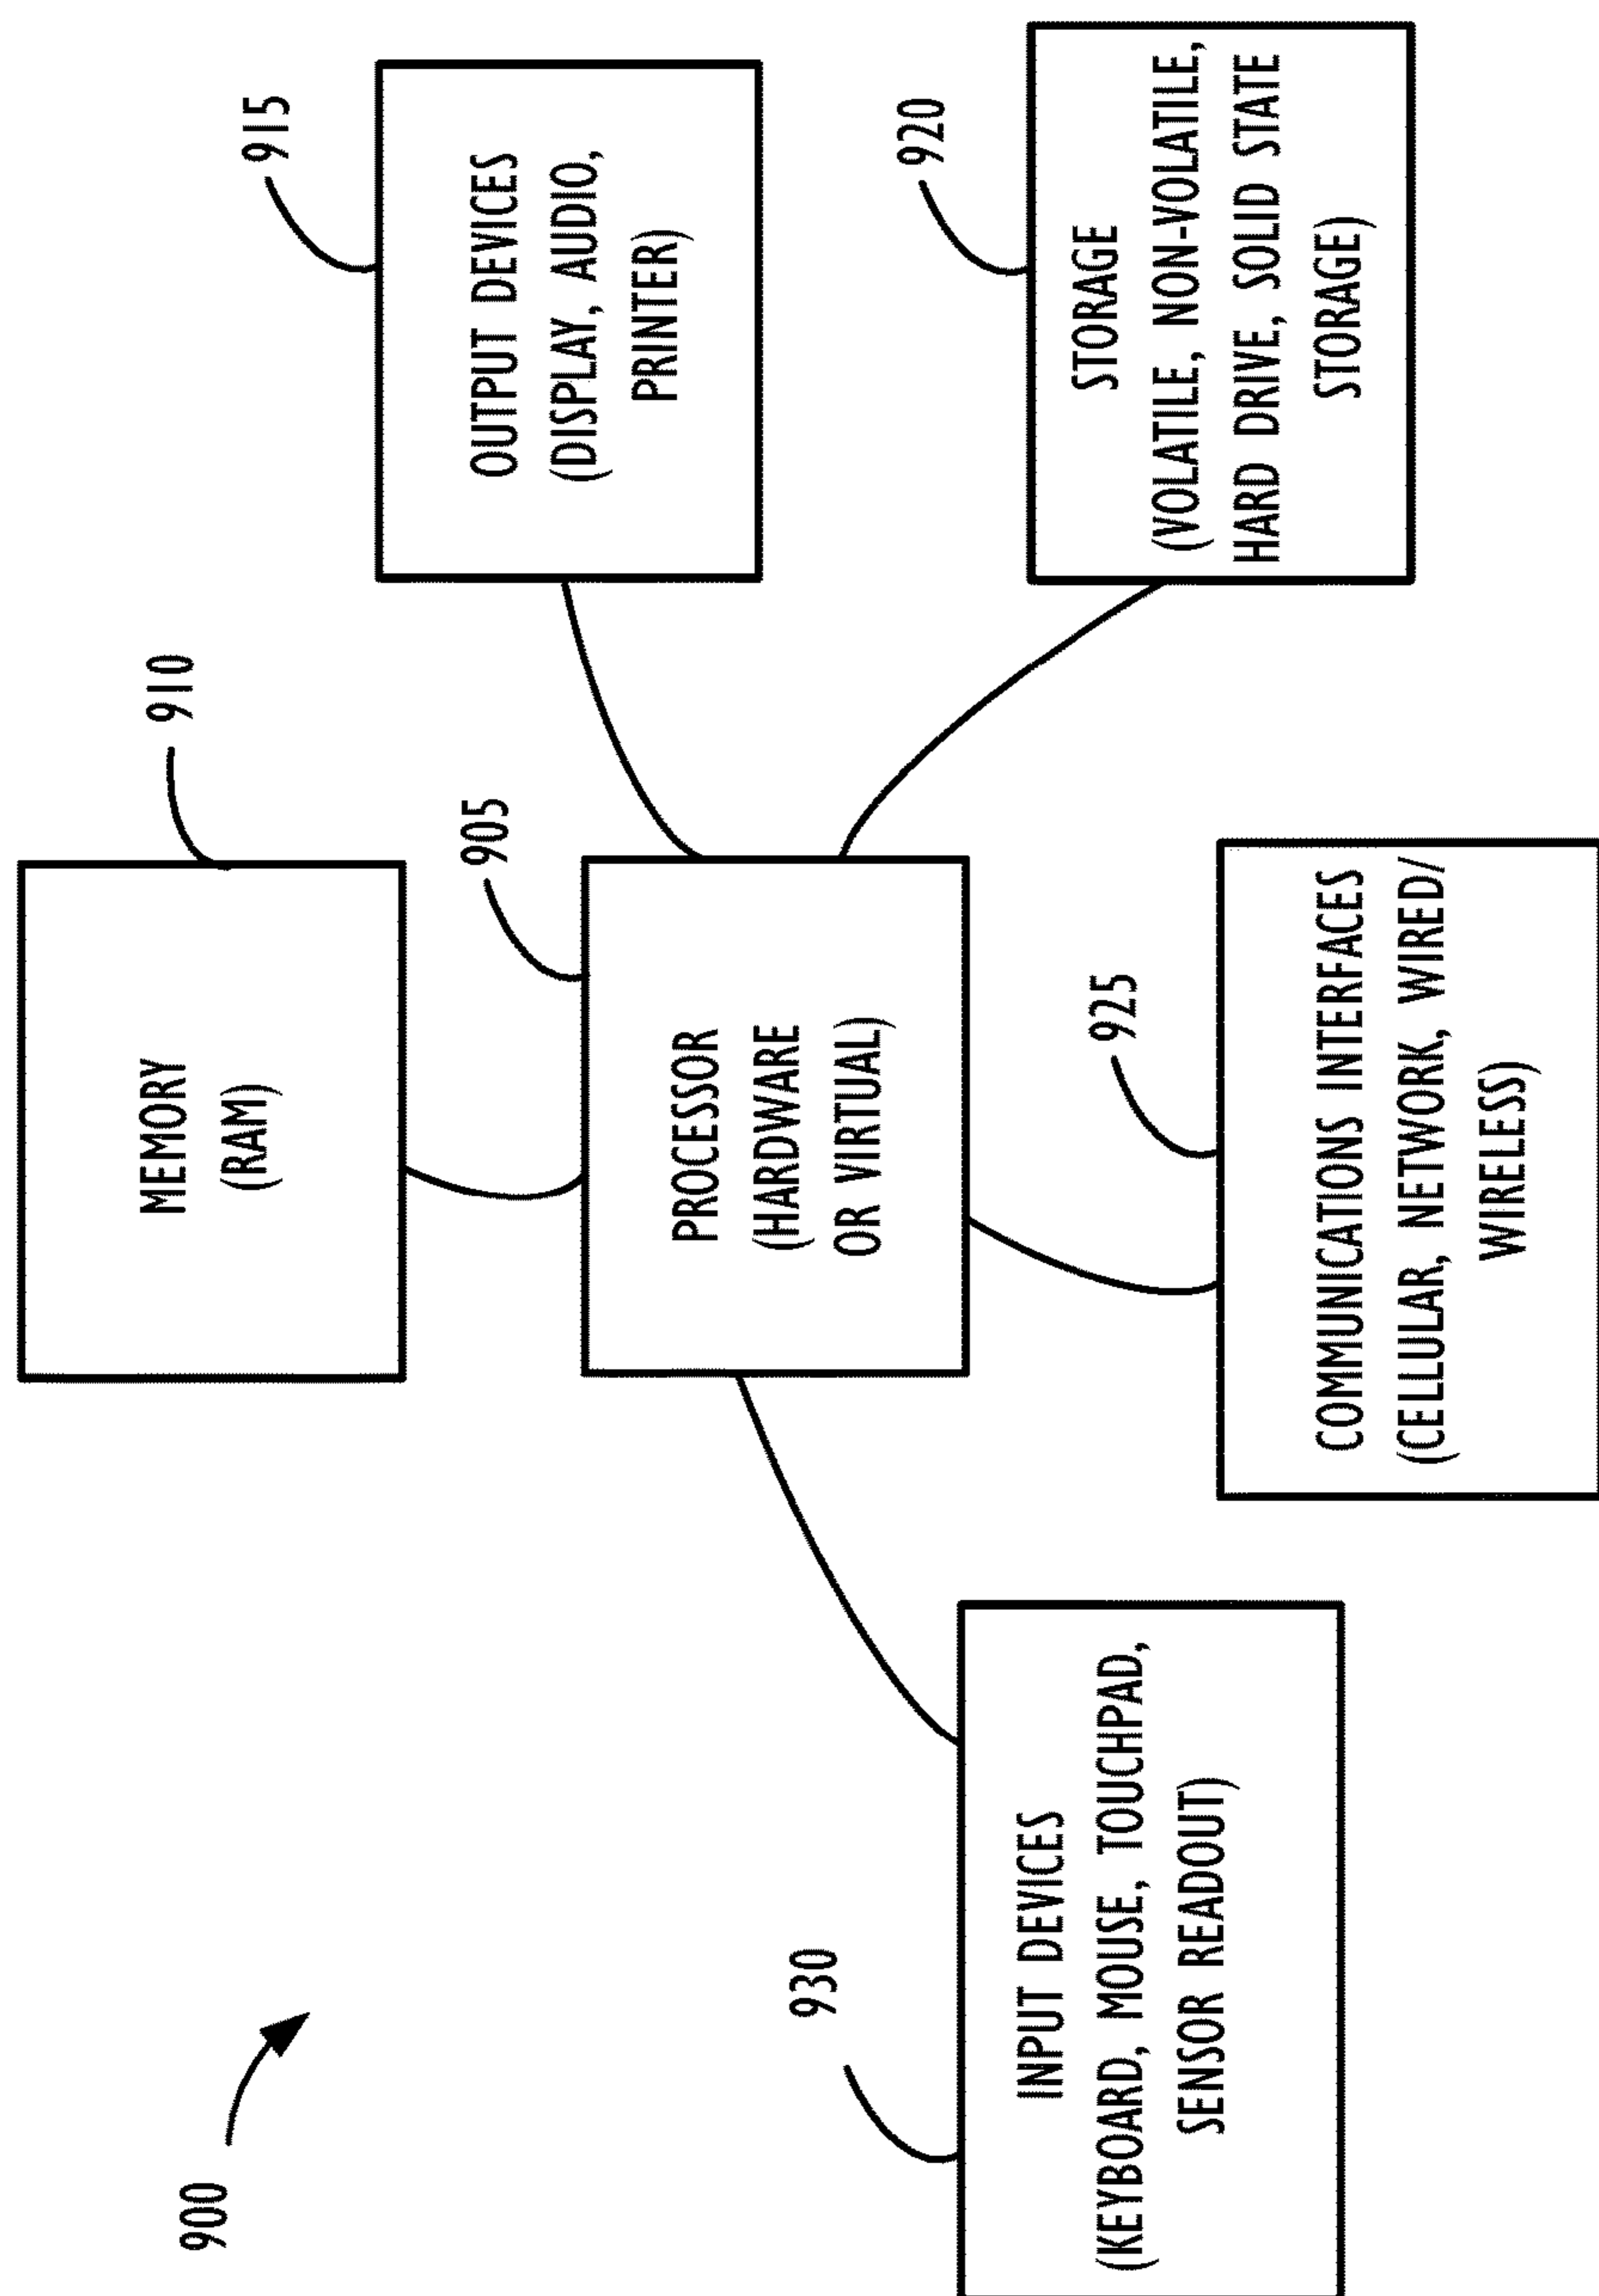 900
MEMORY
(RAM)
910
OUTPUT DEVICES
(DISPLAY, AUDIO,
PRINTER)
915
PROCESSOR
(HARDWARE
OR VIRTUAL)
905
STORAGE
(VOLATILE, NON-VOLATILE,
HARD DRIVE, SOLID STATE
STORAGE)
920
INPUT DEVICES
(KEYBOARD, MOUSE, TOUCHPAD,
SENSOR READOUT)
930
COMMUNICATIONS INTERFACES
(CELLULAR, NETWORK, WIRED/
WIRELESS)
925